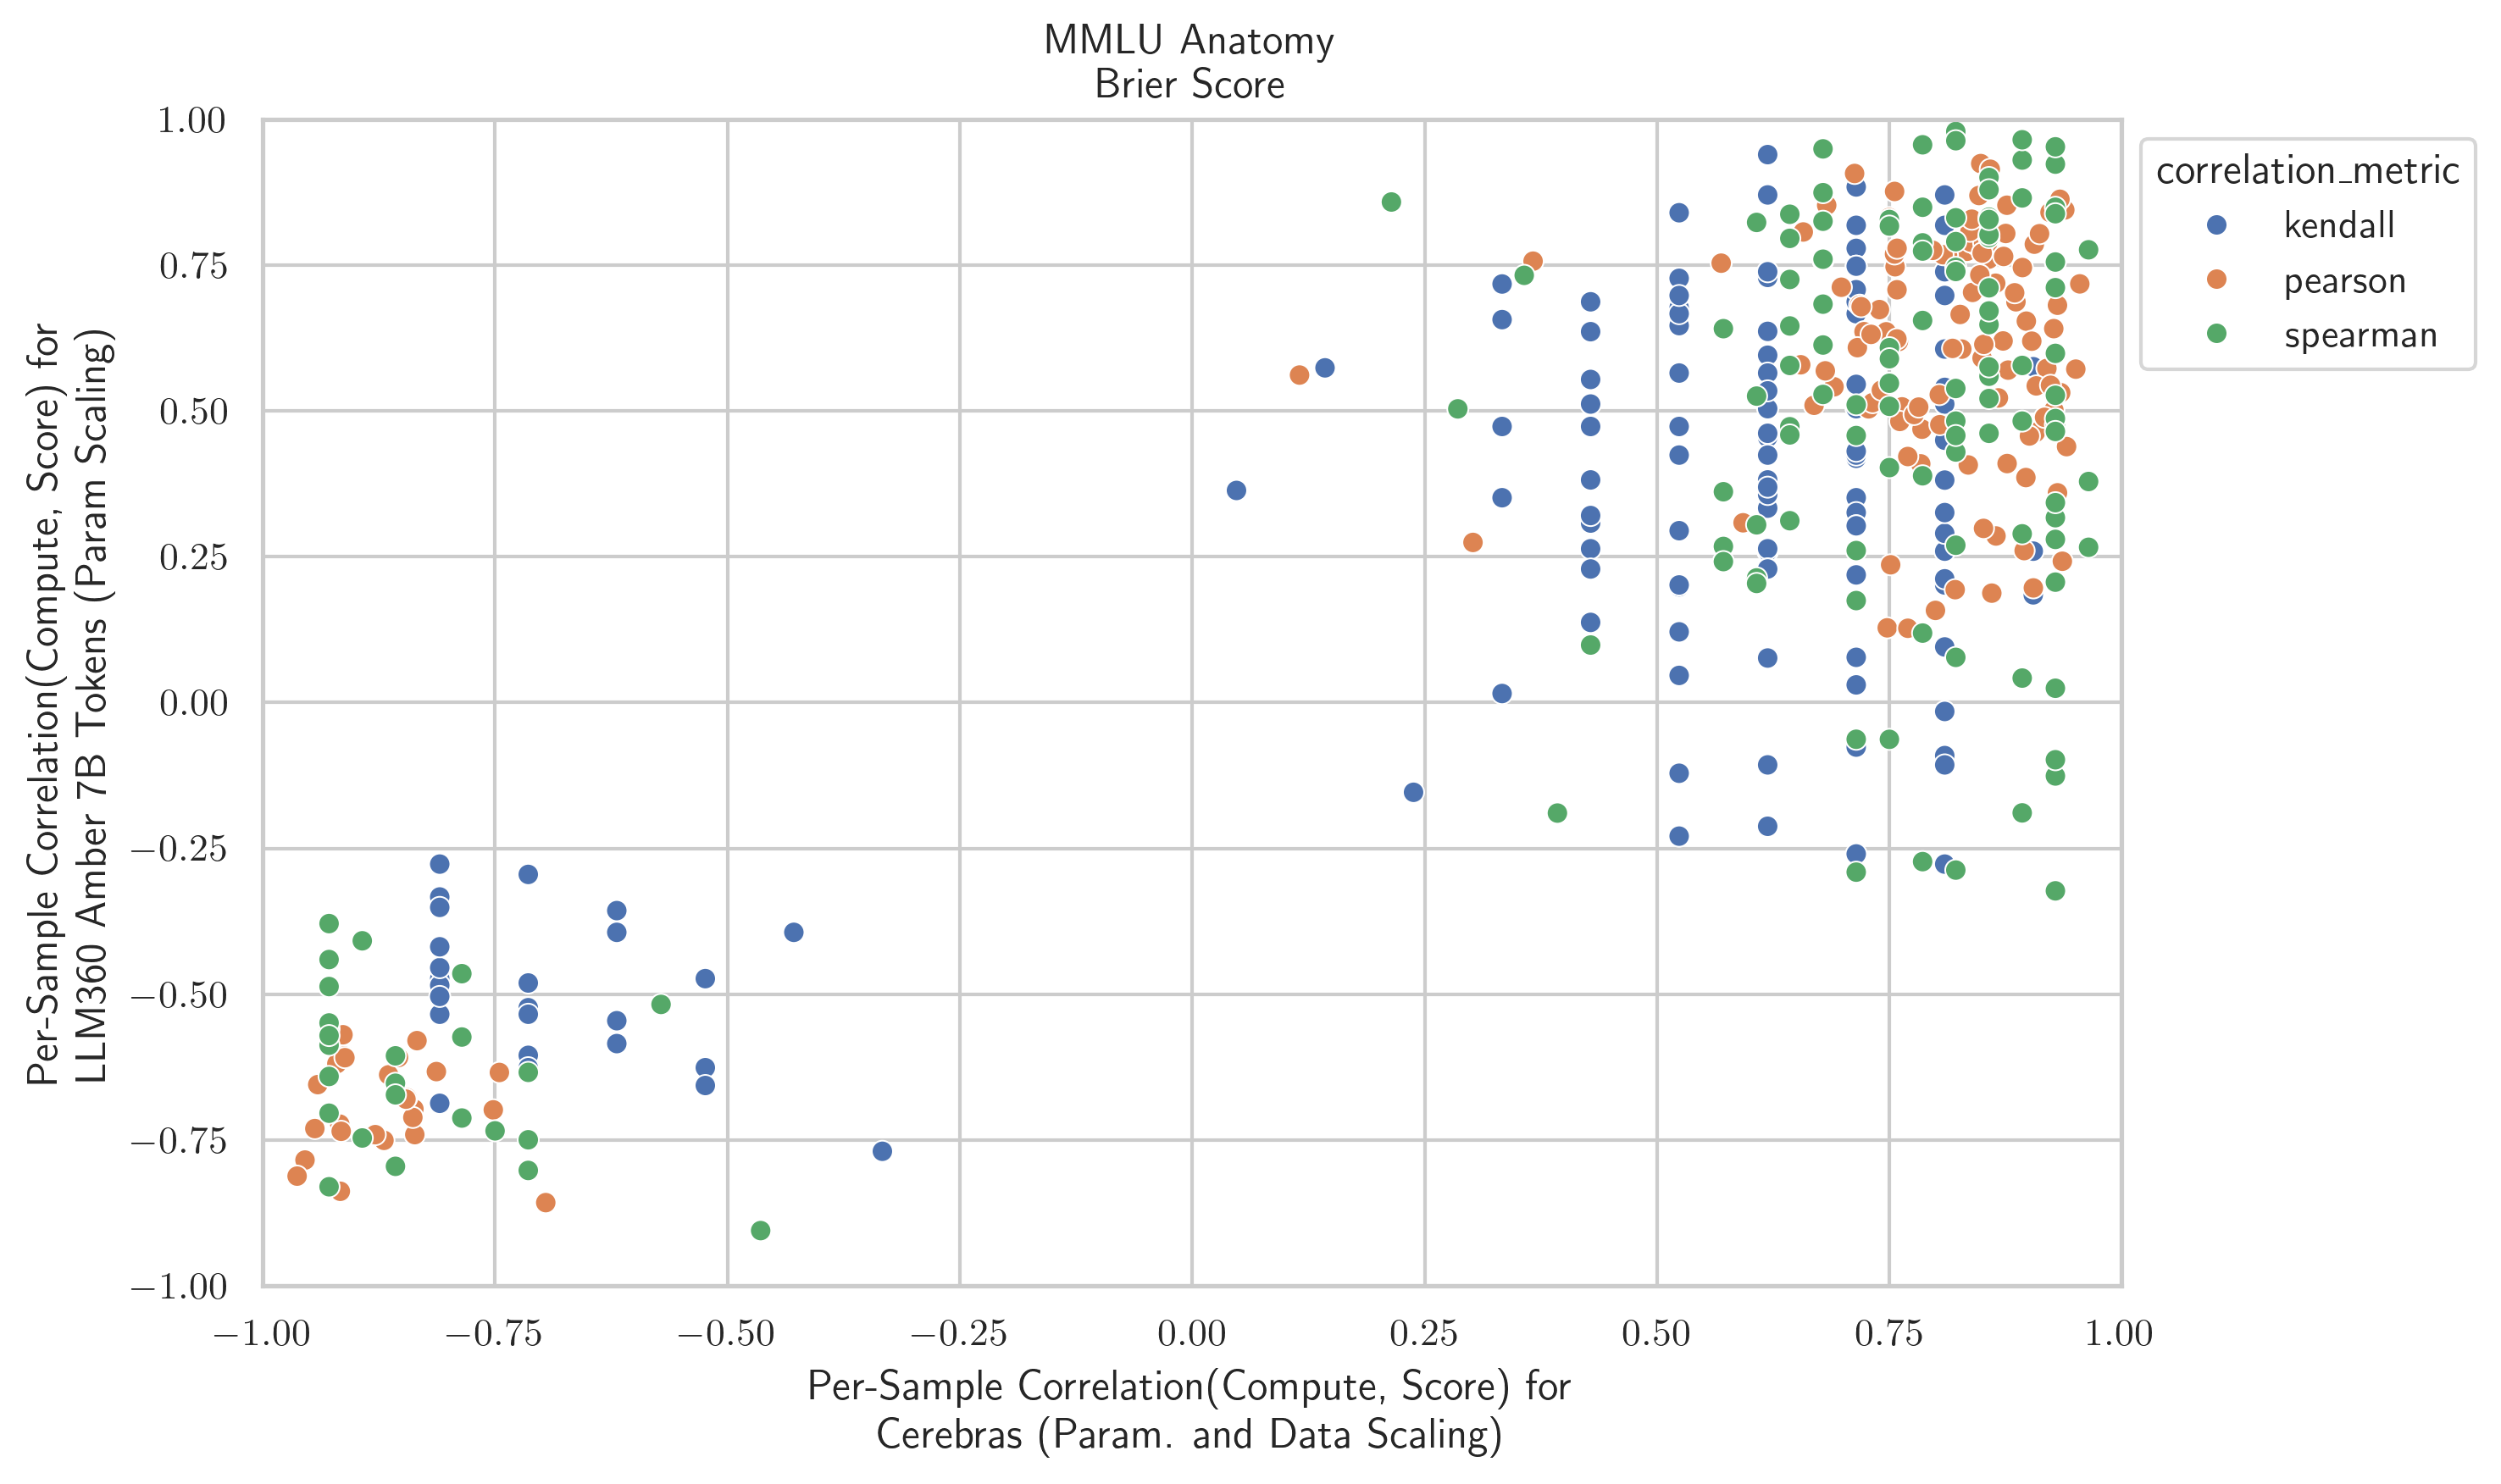 MMLU Anatomy
Brier Score
Per-Sample Correlation(Compute, Score) for
LLM360 Amber 7B Tokens (Param Scaling)
1.00
0.75
0.50
0.25
0.00
−0.25
−0.50
−0.75
−1.00
−1.00
−0.75
−0.50
−0.25
0.00
0.25
0.50
0.75
1.00
Per-Sample Correlation(Compute, Score) for
Cerebras (Param. and Data Scaling)
correlation_metric
kendall
pearson
spearman